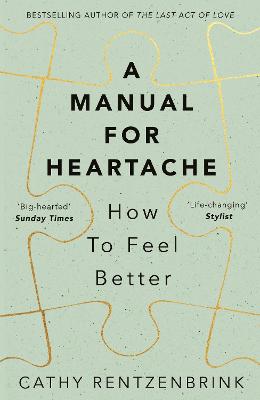 BESTSELLING AUTHOR OF THE LAST ACT OF LOVE
A
MANUAL
FOR
HEARTACHE
‘Big-hearted’
Sunday Times
‘Life-changing’
Stylist
How
To Feel
Better
CATHY RENTZENBRINK